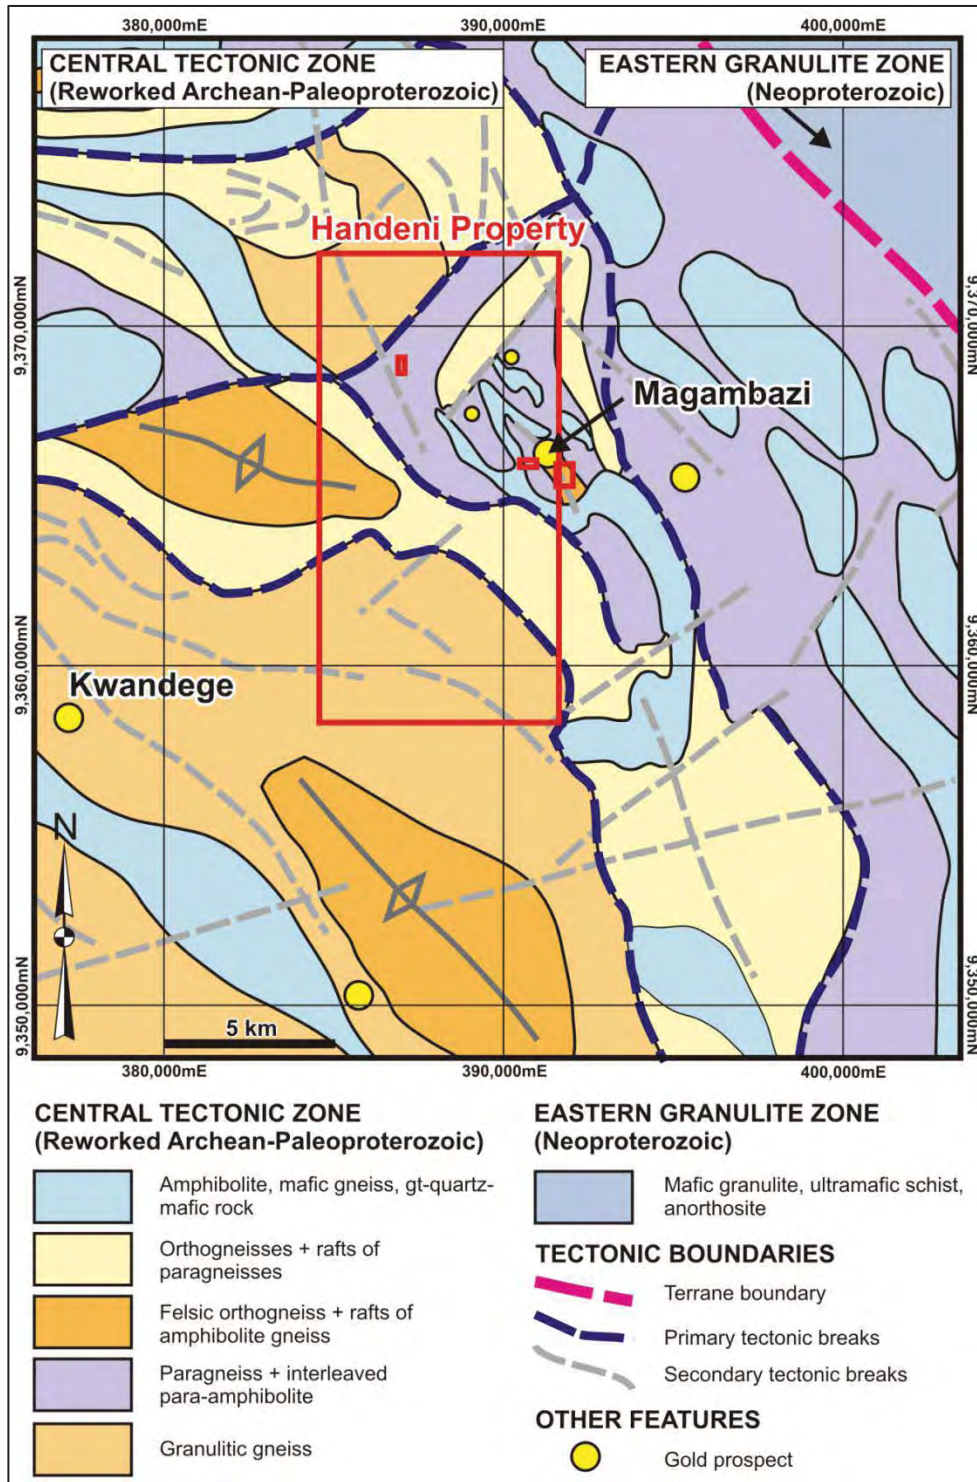 380,000mE
390,000mE
400,000mE
CENTRAL TECTONIC ZONE
(Reworked Archean-Paleoproterozoic)
EASTERN GRANULITE ZONE
(Neoproterozoic)
Handeni Property
9,370,000mN
9,370,000mN
Magambazi
9,360,000mN
9,360,000mN
Kwandege
N
9,350,000mN
9,350,000mN
5 km
380,000mE
390,000mE
400,000mE
CENTRAL TECTONIC ZONE
(Reworked Archean-Paleoproterozoic)
Amphibolite, mafic gneiss, gt-quartz-
mafic rock
Orthogneisses + rafts of
paragneisses
Felsic orthogneiss + rafts of
amphibolite gneiss
Paragneiss + interleaved
para-amphibolite
Granulitic gneiss
EASTERN GRANULITE ZONE
(Neoproterozoic)
Mafic granulite, ultramafic schist,
anorthosite
TECTONIC BOUNDARIES
Terrane boundary
Primary tectonic breaks
Secondary tectonic breaks
OTHER FEATURES
Gold prospect